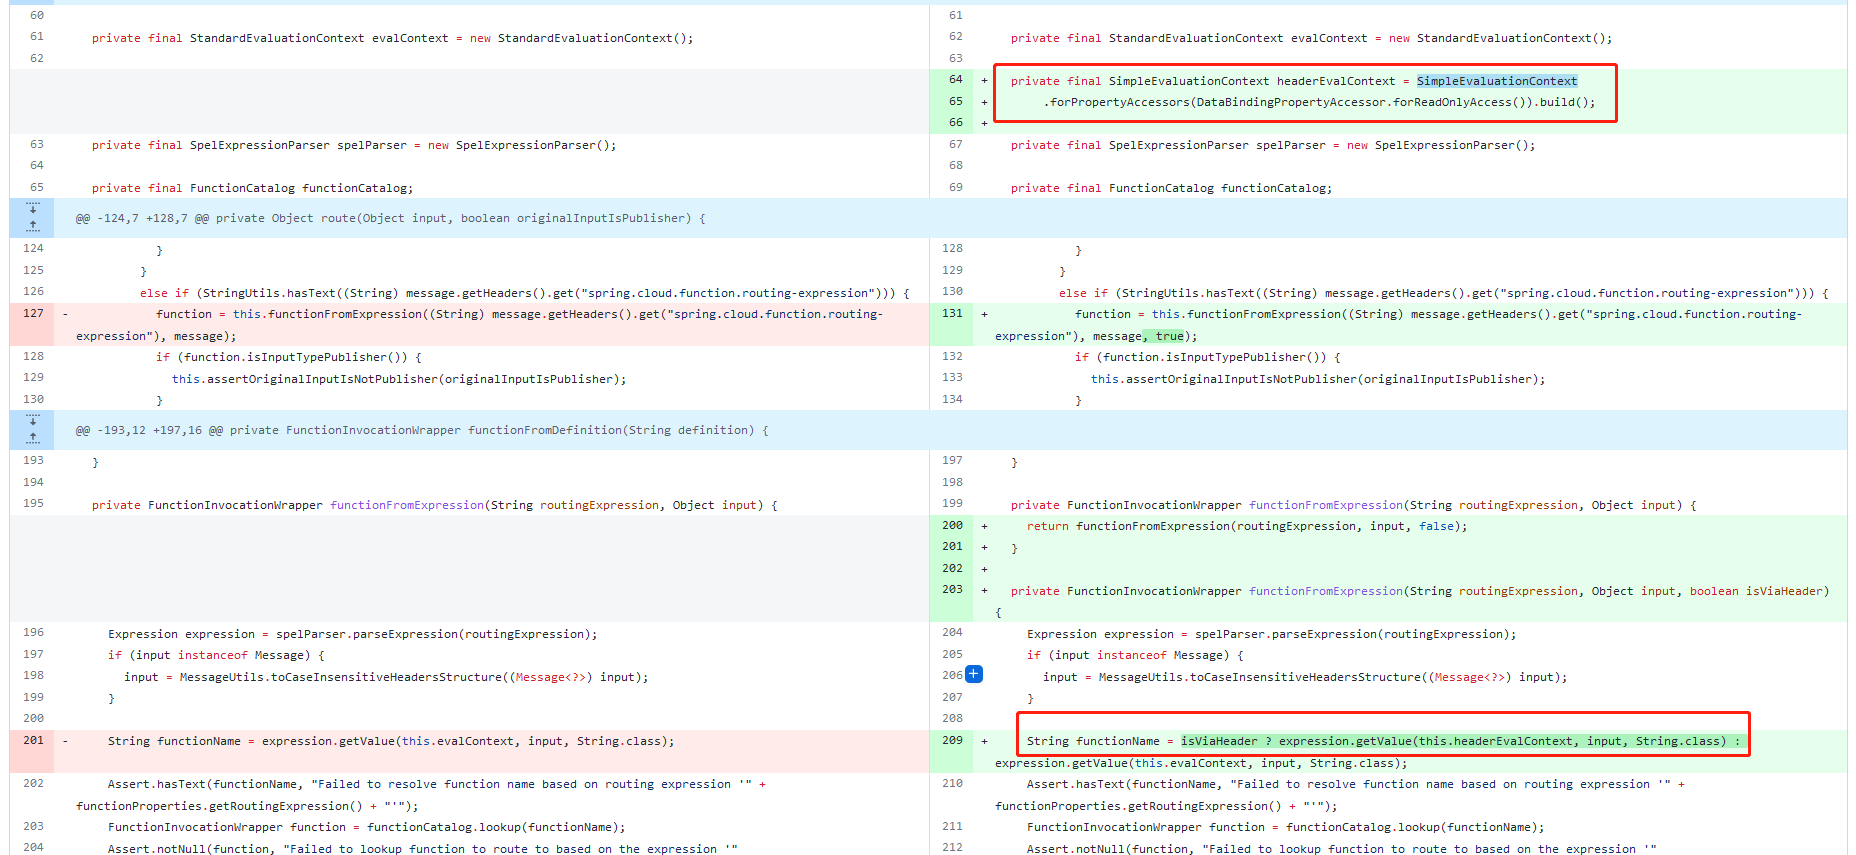 60
61 private final StandardEvaluationContext evalContext = new StandardEvaluationContext();
62
63 private final SpelExpressionParser spelParser = new SpelExpressionParser();
64
65 private final FunctionCatalog functionCatalog;
@@ -124,7 +128,7 @@ private Object route(Object input, boolean originalInputIsPublisher) {
124 }
125 }
126 else if (StringUtils.hasText((String) message.getHeaders().get("spring.cloud.function.routing-expression"))) {
127 - function = this.functionFromExpression((String) message.getHeaders().get("spring.cloud.function.routing-
expression"), message);
128 if (function.isInputTypePublisher()) {
129 this.assertOriginalInputIsNotPublisher(originalInputIsPublisher);
130 }
@@ -193,12 +197,16 @@ private FunctionInvocationWrapper functionFromDefinition(String definition) {
193 }
194
195 private FunctionInvocationWrapper functionFromExpression(String routingExpression, Object input) {
196 Expression expression = spelParser.parseExpression(routingExpression);
197 if (input instanceof Message) {
198 input = MessageUtils.toCaseInsensitiveHeadersStructure((Message<?>) input);
199 }
200
201 - String functionName = expression.getValue(this.evalContext, input, String.class);
202 Assert.hasText(functionName, "Failed to resolve function name based on routing expression '" +
functionProperties.getRoutingExpression() + "'");
203 FunctionInvocationWrapper function = functionCatalog.lookup(functionName);
204 Assert.notNull(function, "Failed to lookup function to route to based on the expression '"
61
62 private final StandardEvaluationContext evalContext = new StandardEvaluationContext();
63
64 + private final SimpleEvaluationContext headerEvalContext = SimpleEvaluationContext
65 + .forPropertyAccessors(DataBindingPropertyAccessor.forReadOnlyAccess()).build();
66 +
67 private final SpelExpressionParser spelParser = new SpelExpressionParser();
68
69 private final FunctionCatalog functionCatalog;
128 }
129 }
130 else if (StringUtils.hasText((String) message.getHeaders().get("spring.cloud.function.routing-expression"))) {
131 + function = this.functionFromExpression((String) message.getHeaders().get("spring.cloud.function.routing-
expression"), message, true);
132 if (function.isInputTypePublisher()) {
133 this.assertOriginalInputIsNotPublisher(originalInputIsPublisher);
134 }
197 }
198
199 private FunctionInvocationWrapper functionFromExpression(String routingExpression, Object input) {
200 + return functionFromExpression(routingExpression, input, false);
201 + }
202 +
203 + private FunctionInvocationWrapper functionFromExpression(String routingExpression, Object input, boolean isViaHeader)
{
204 Expression expression = spelParser.parseExpression(routingExpression);
205 if (input instanceof Message) {
206 + input = MessageUtils.toCaseInsensitiveHeadersStructure((Message<?>) input);
207 }
208
209 + String functionName = isViaHeader ? expression.getValue(this.headerEvalContext, input, String.class) :
expression.getValue(this.evalContext, input, String.class);
210 Assert.hasText(functionName, "Failed to resolve function name based on routing expression '" +
functionProperties.getRoutingExpression() + "'");
211 FunctionInvocationWrapper function = functionCatalog.lookup(functionName);
212 Assert.notNull(function, "Failed to lookup function to route to based on the expression '"